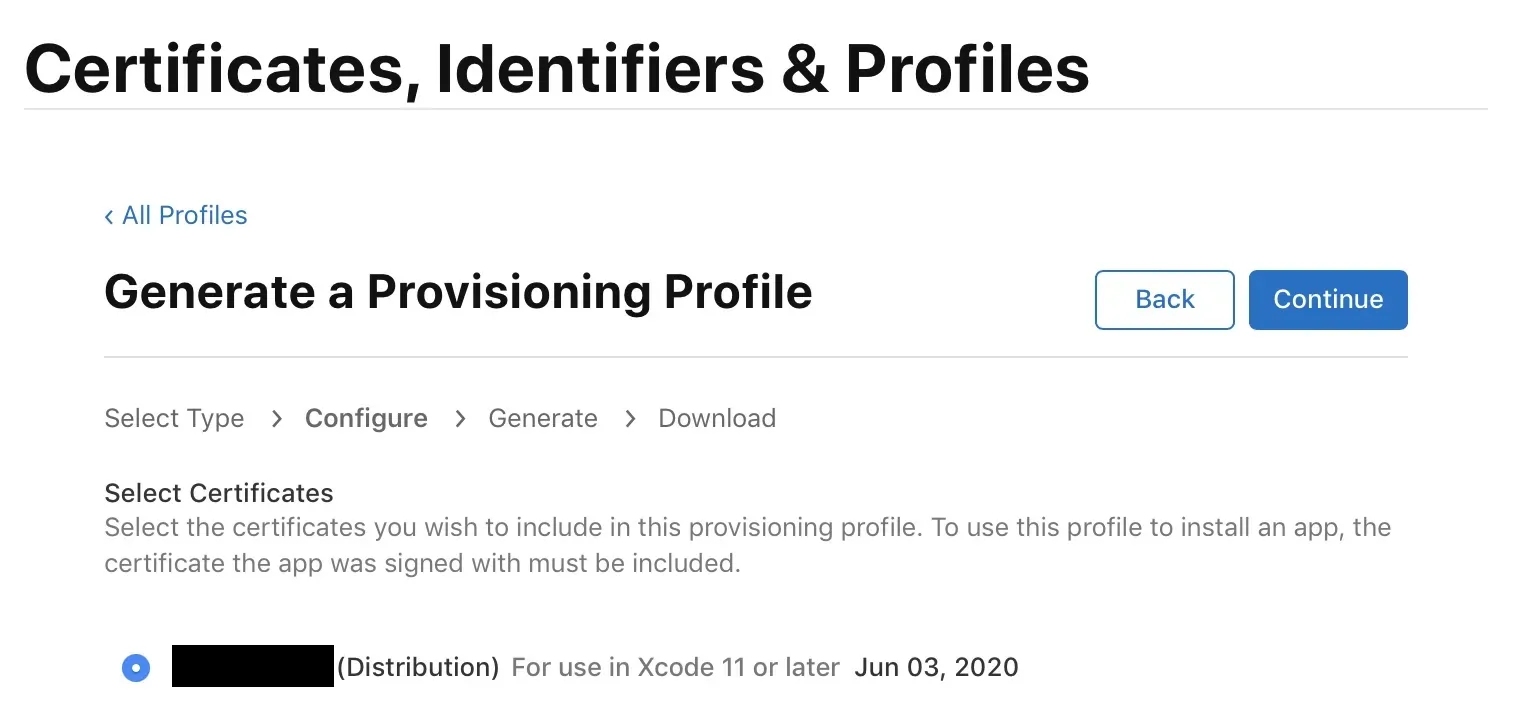 Certificates, Identifiers & Profiles
‹ All Profiles
Generate a Provisioning Profile
Back
Continue
Select Type > Configure > Generate > Download
Select Certificates
Select the certificates you wish to include in this provisioning profile. To use this profile to install an app, the
certificate the app was signed with must be included.
(Distribution) For use in Xcode 11 or later Jun 03, 2020